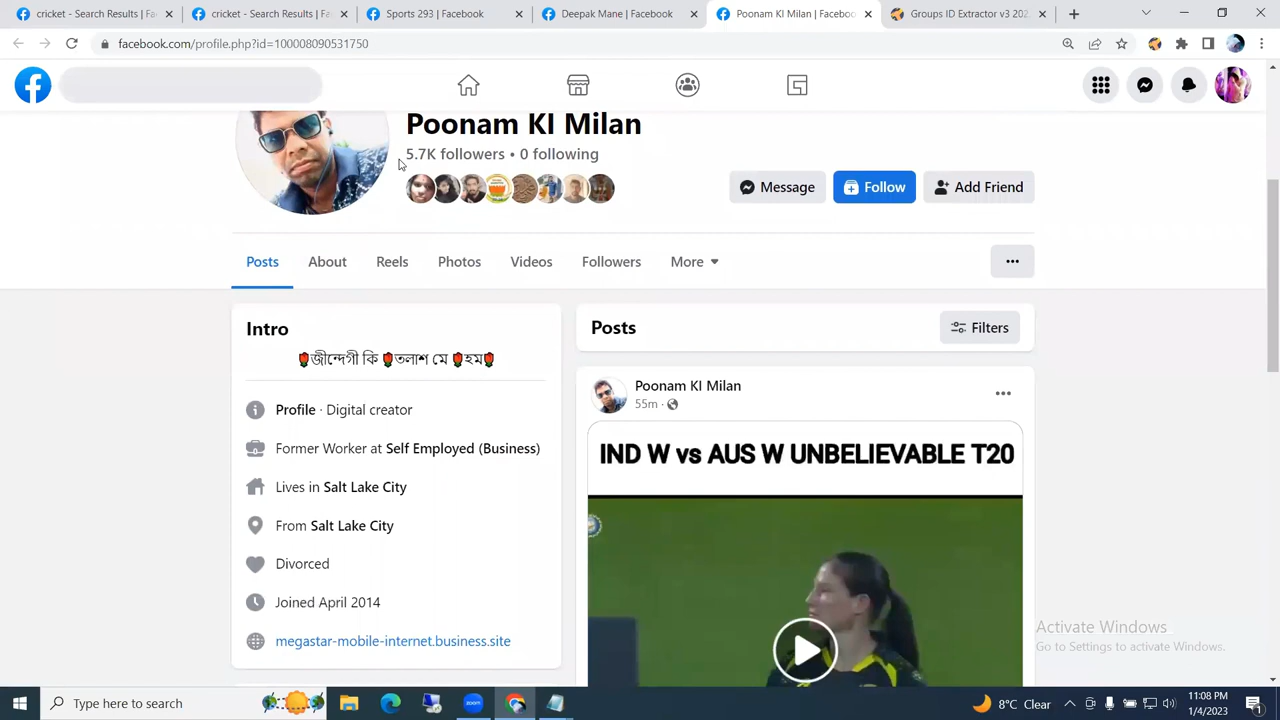 cricket - Search Results | Fa
cricket - Search Results | Fa
Sports 293 | Facebook
Deepak Mane | Facebook
Poonam KI Milan | Faceboo
Groups ID Extractor v3 202
facebook.com/profile.php?id=100008090531750
Poonam KI Milan
5.7K followers • 0 following
Message
Follow
Add Friend
Posts
About
Reels
Photos
Videos
Followers
More
Intro
🌹জীন্দেগী কি 🌹তলাশ মে 🌹হম🌹
Profile · Digital creator
Former Worker at Self Employed (Business)
Lives in Salt Lake City
From Salt Lake City
Divorced
Joined April 2014
megastar-mobile-internet.business.site
Posts
Filters
Poonam KI Milan
55m ·
IND W vs AUS W UNBELIEVABLE T20
Activate Windows
Go to Settings to activate Windows.
Type here to search
zoom
8°C Clear
11:08 PM
1/4/2023